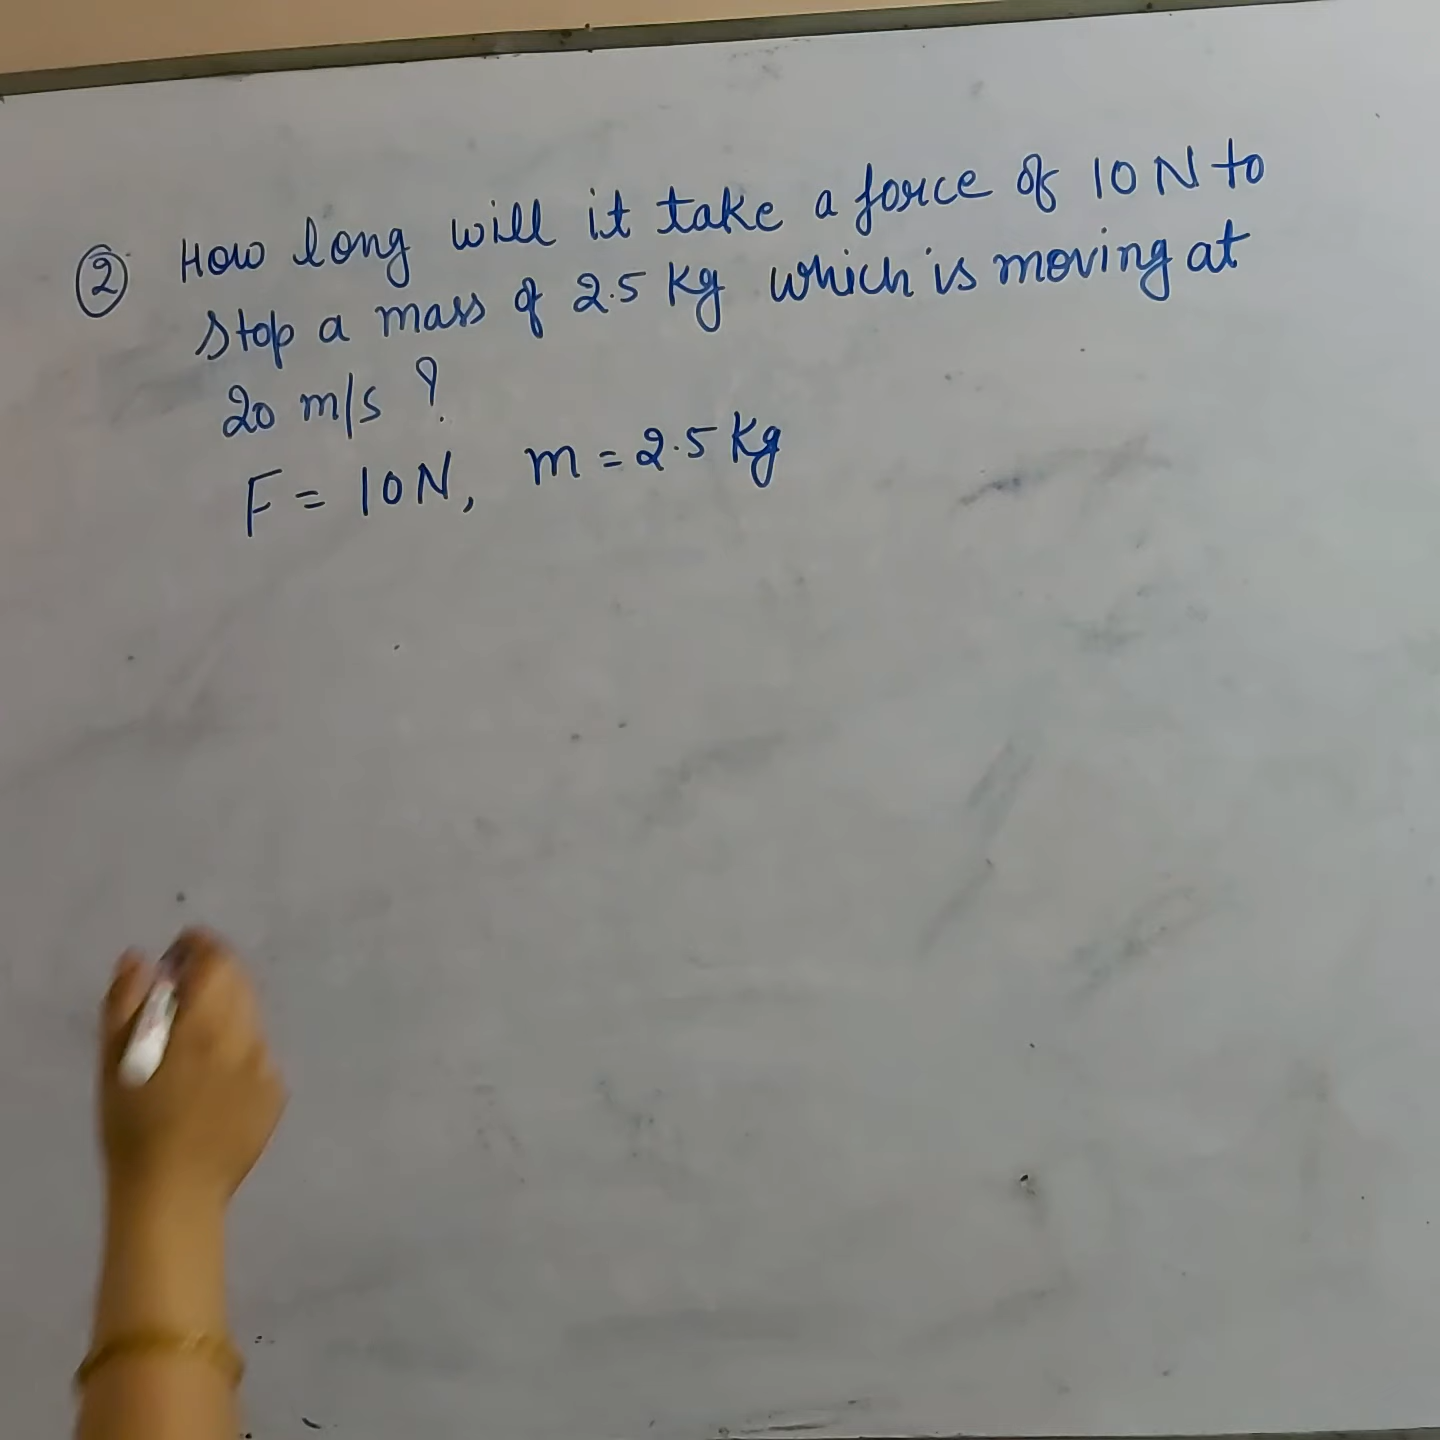 ② How long will it take a force of 10 N to
stop a mass of 2.5 Kg which is moving at
20 m/s ?
F = 10 N, m = 2.5 Kg